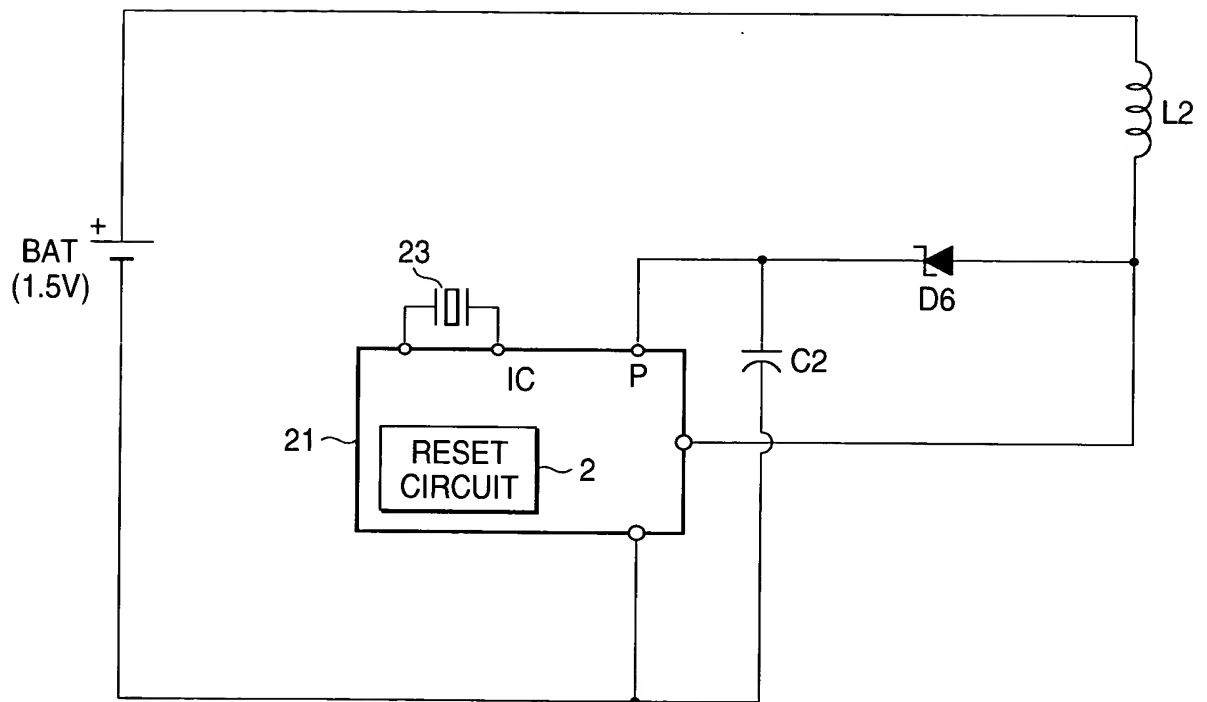 L2
+
BAT
(1.5V)
23
D6
IC
P
C2
21
RESET
CIRCUIT
2